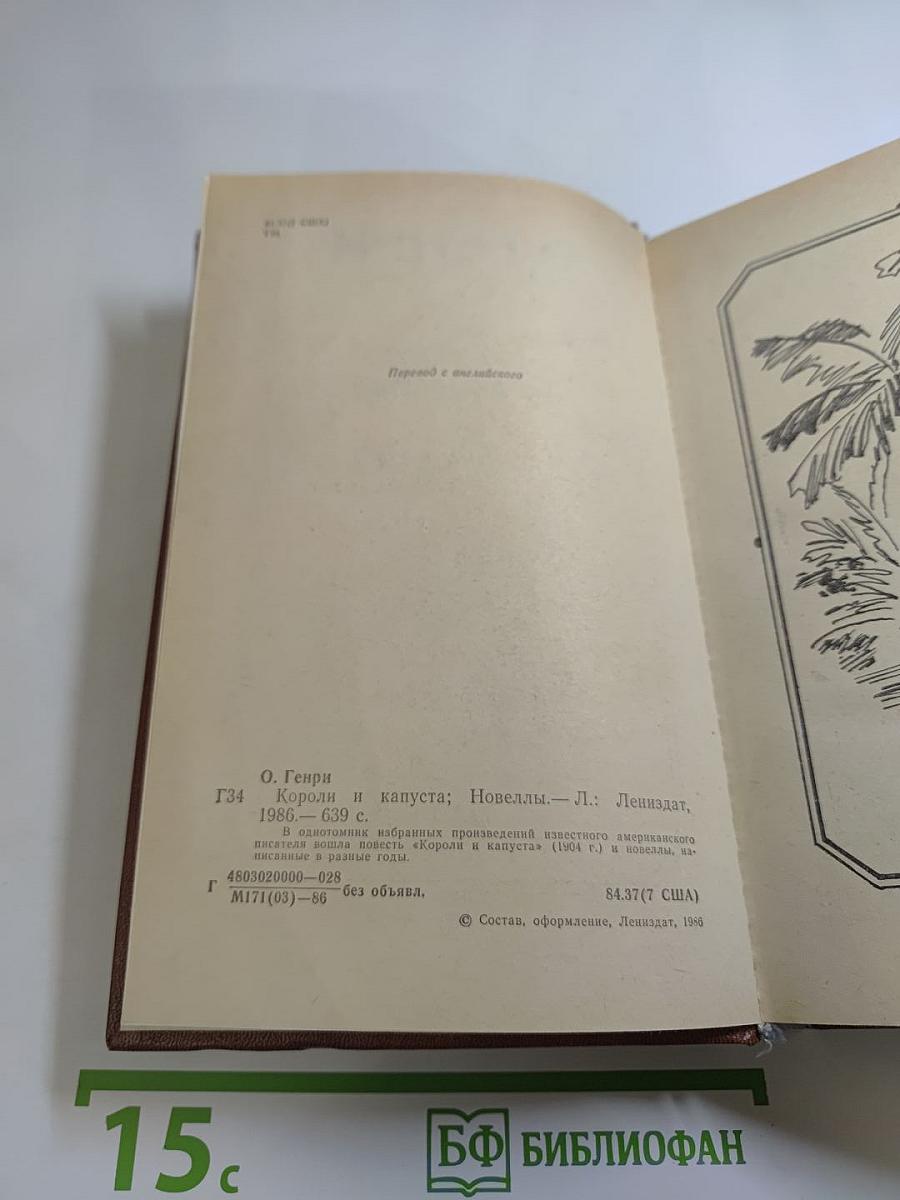 Перевод с английского
О. Генри
Г34 Короли и капуста; Новеллы.— Л.: Лениздат,
1986.— 639 с.
В однотомник избранных произведений известного американского
писателя вошла повесть «Короли и капуста» (1904 г.) и новеллы, на-
писанные в разные годы.
Г 4803020000—028
М171(03)—86 без объявл.
84.37(7 США)
© Состав, оформление, Лениздат, 1986
15 с
БФ БИБЛИОФАН